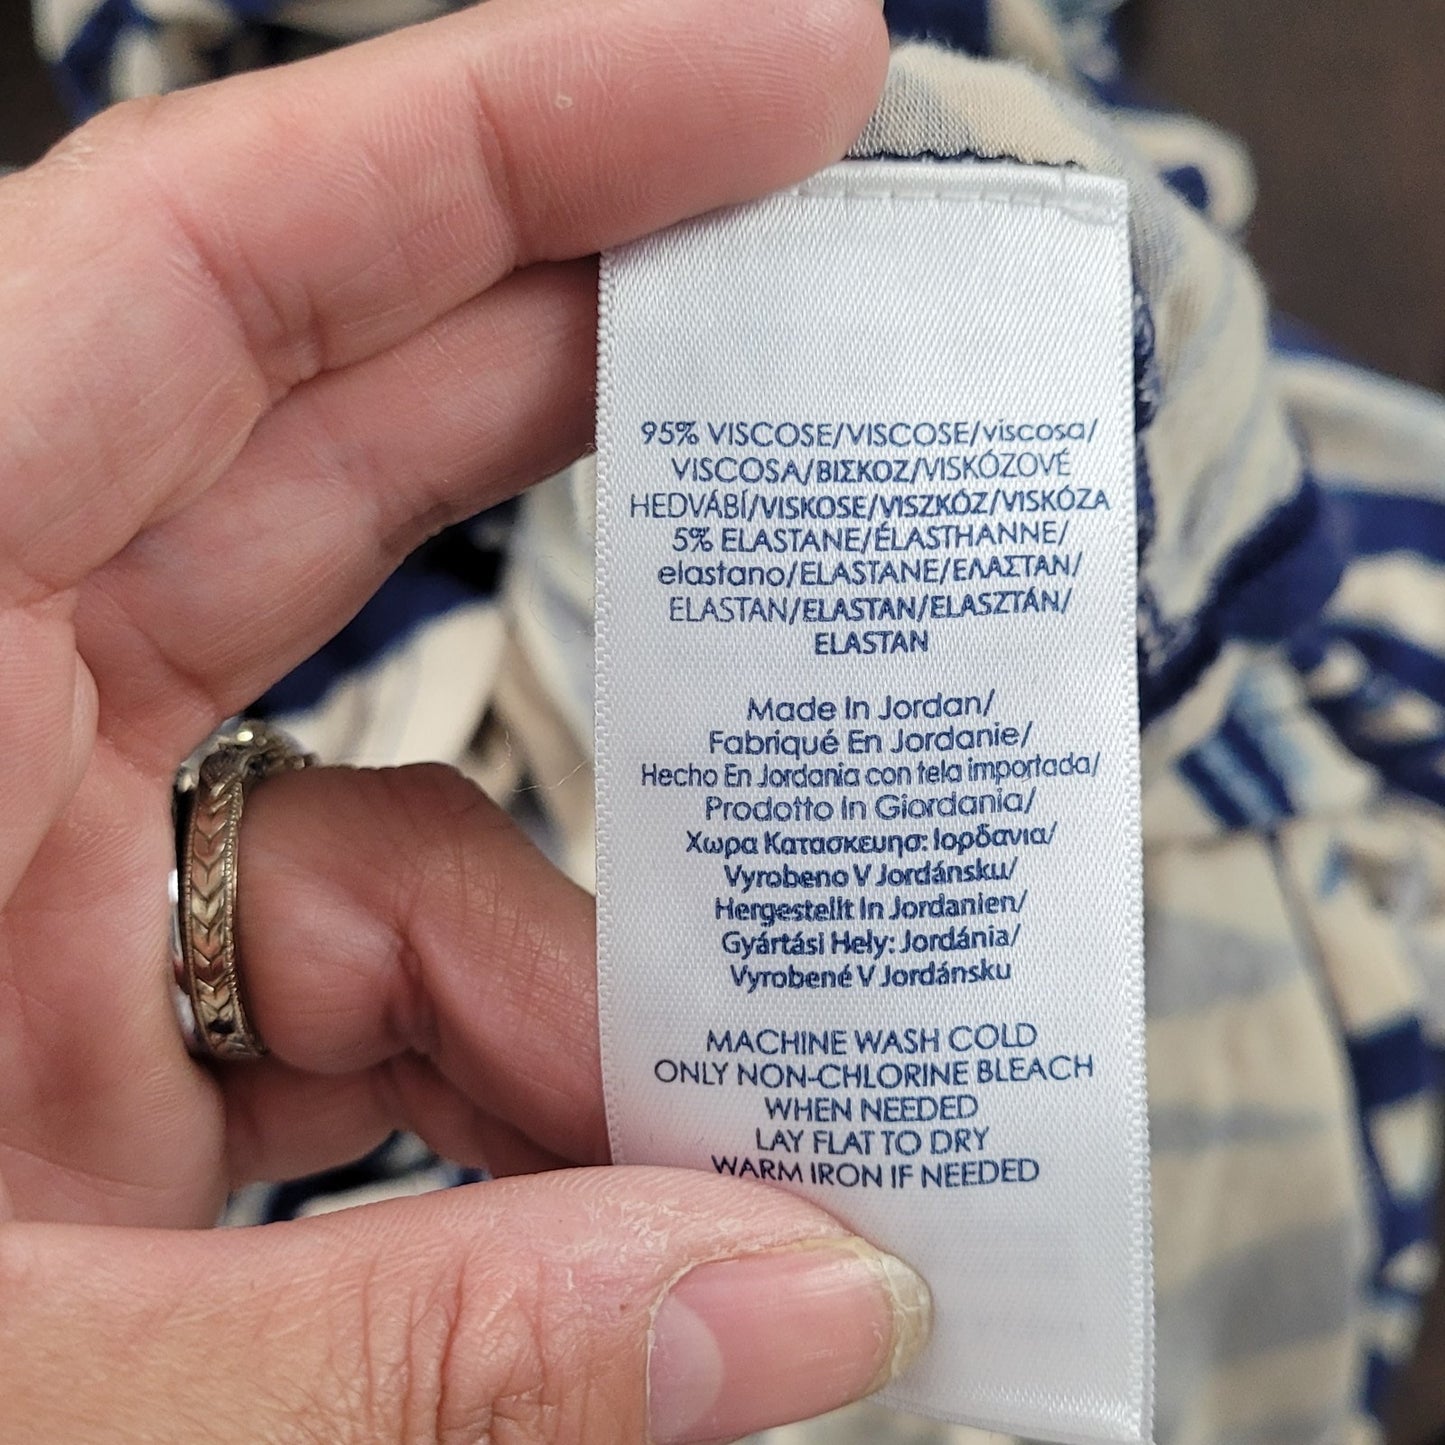 95% VISCOSE/VISCOSE/viscosa/
VISCOSA/ΒΙΣΚΟΖ/VISKÓZOVÉ
HEDVÁBÍ/VISKOSE/VISZKÓZ/VISKÓZA
5% ELASTANE/ÉLASTHANNE/
elastano/ELASTANE/ΕΛΑΣΤΑΝ/
ELASTAN/ELASTAN/ELASZTÁN/
ELASTAN
Made In Jordan/
Fabriqué En Jordanie/
Hecho En Jordania con tela importada/
Prodotto In Giordania/
Χωρα Κατασκευησ: Ιορδανια/
Vyrobeno V Jordánsku/
Hergestellt In Jordanien/
Gyártási Hely: Jordánia/
Vyrobené V Jordánsku
MACHINE WASH COLD
ONLY NON-CHLORINE BLEACH
WHEN NEEDED
LAY FLAT TO DRY
WARM IRON IF NEEDED